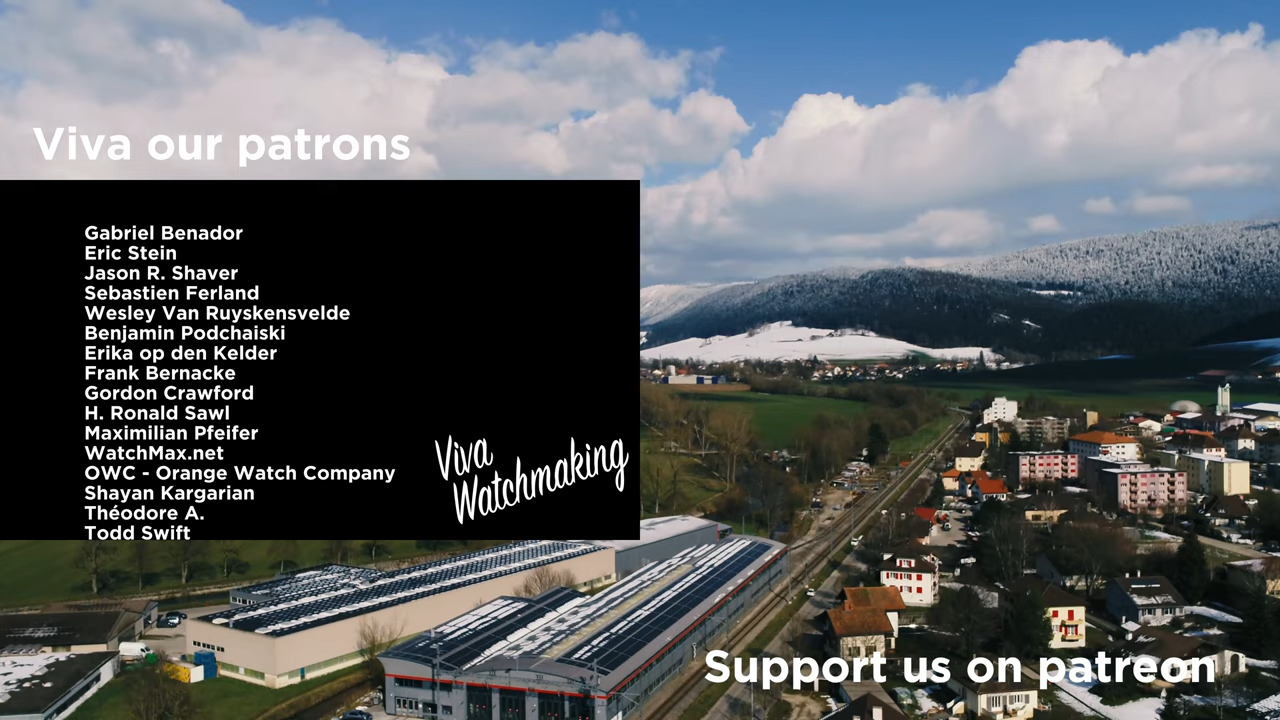 Viva our patrons
Gabriel Benador
Eric Stein
Jason R. Shaver
Sebastien Ferland
Wesley Van Ruyskensvelde
Benjamin Podchaiski
Erika op den Kelder
Frank Bernacke
Gordon Crawford
H. Ronald Sawl
Maximilian Pfeifer
WatchMax.net
OWC - Orange Watch Company
Shayan Kargarian
Théodore A.
Todd Swift
Viva
Watchmaking
Support us on patreon